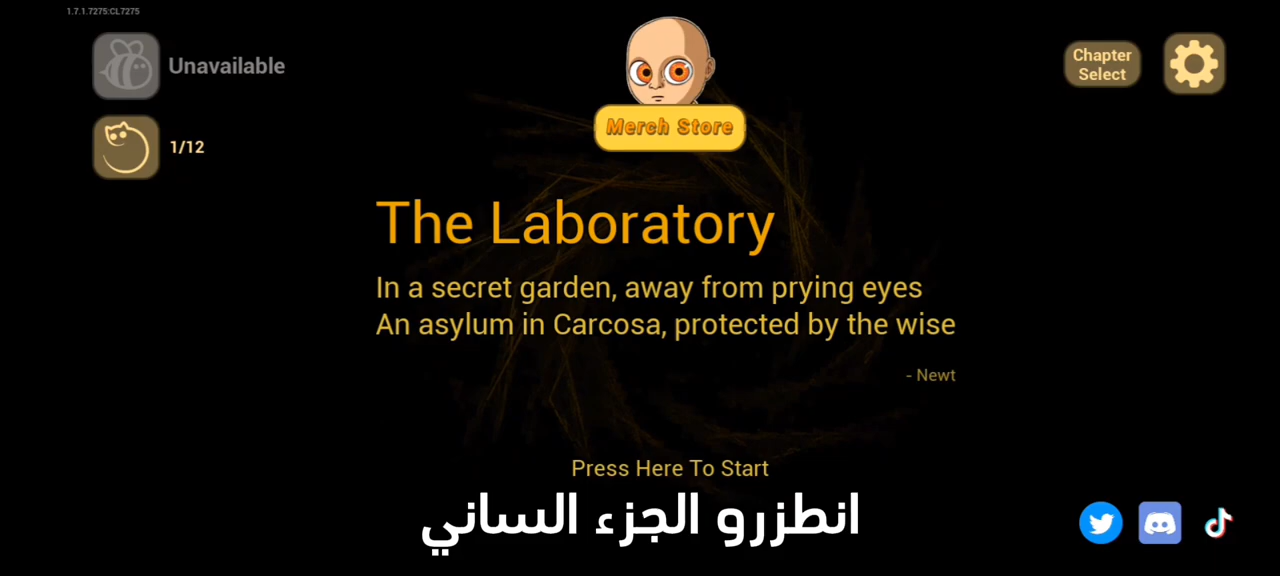 1.7.1.7275:CL7275
Unavailable
1/12
Merch Store
Chapter
Select
The Laboratory
In a secret garden, away from prying eyes
An asylum in Carcosa, protected by the wise
- Newt
Press Here To Start
انطزرو الجزء الساني